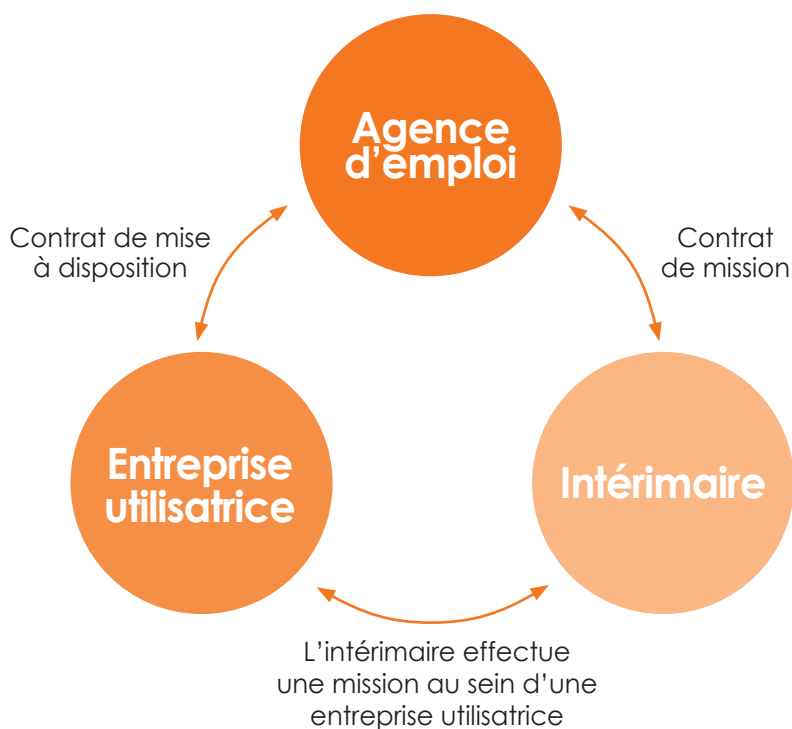 Agence
d’emploi
Contrat de mise
à disposition
Contrat
de mission
Entreprise
utilisatrice
Intérimaire
L’intérimaire effectue
une mission au sein d’une
entreprise utilisatrice